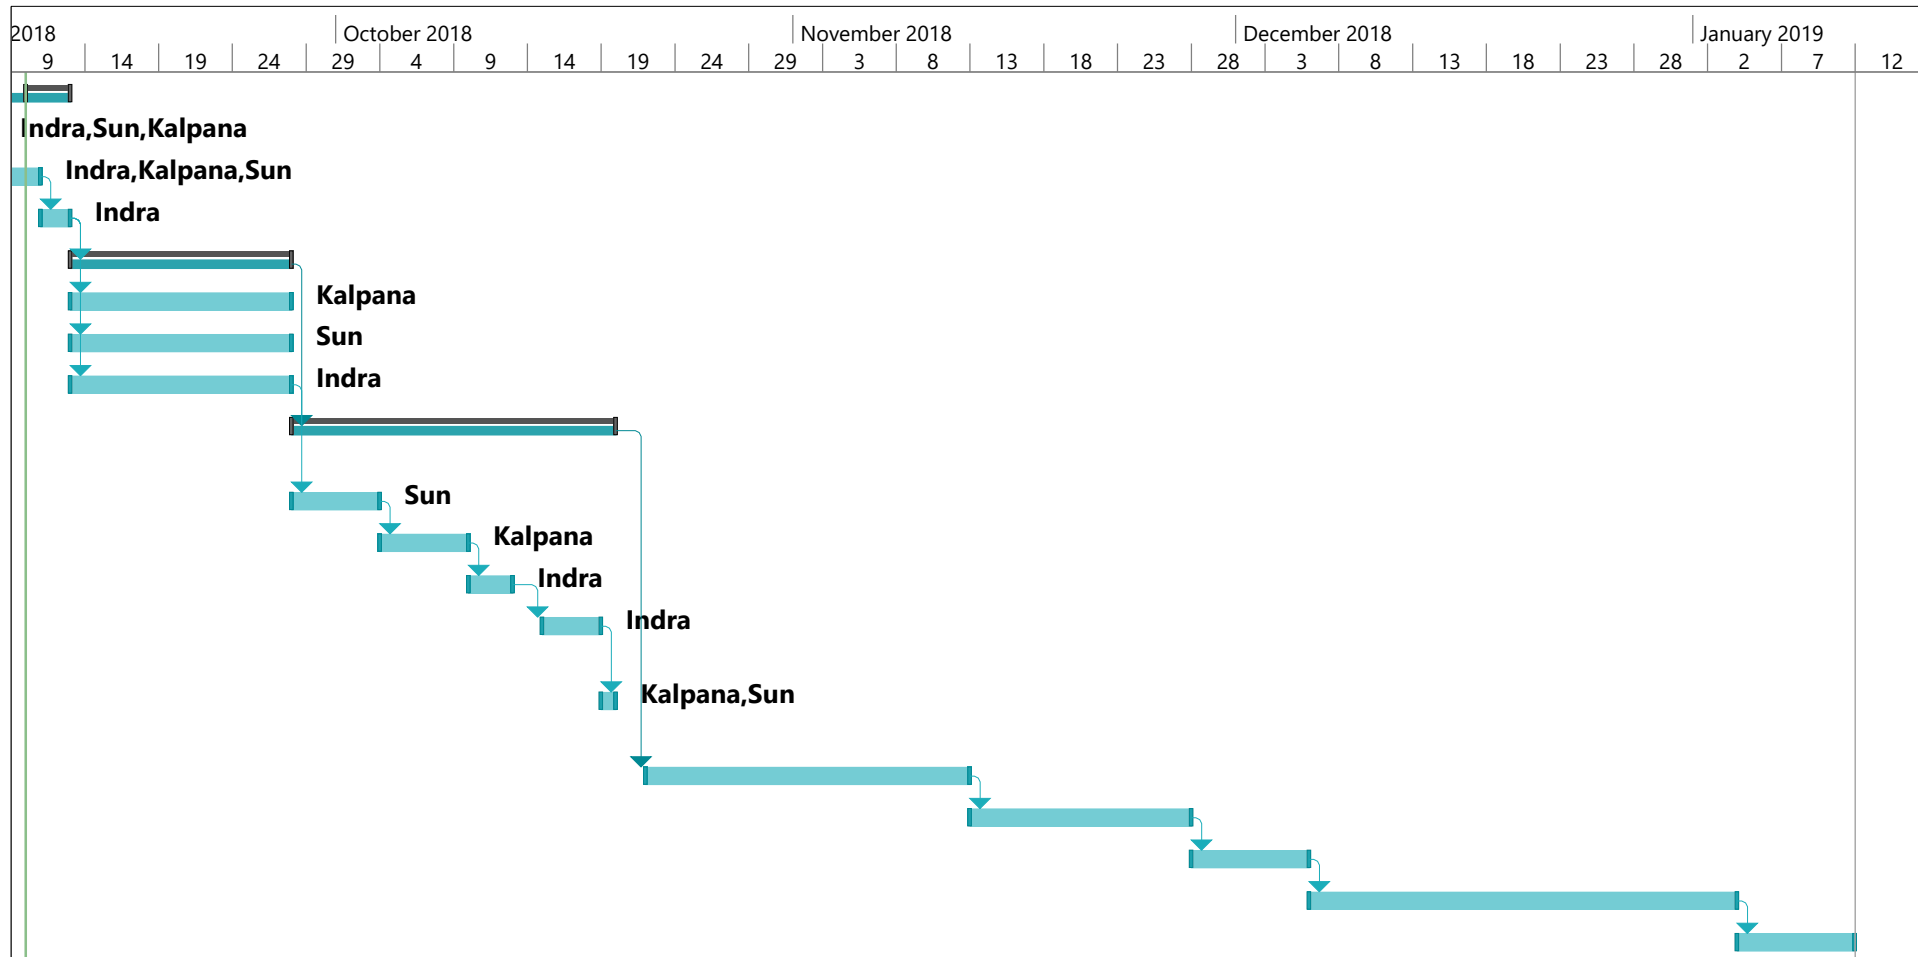 2018 October 2018 November 2018 December 2018 January 2019
9 14 19 24 29 4 9 14 19 24 29 3 8 13 18 23 28 3 8 13 18 23 28 2 7 12
Indra,Sun,Kalpana
Indra,Kalpana,Sun
Indra
Kalpana
Sun
Indra
Sun
Kalpana
Indra
Indra
Kalpana,Sun